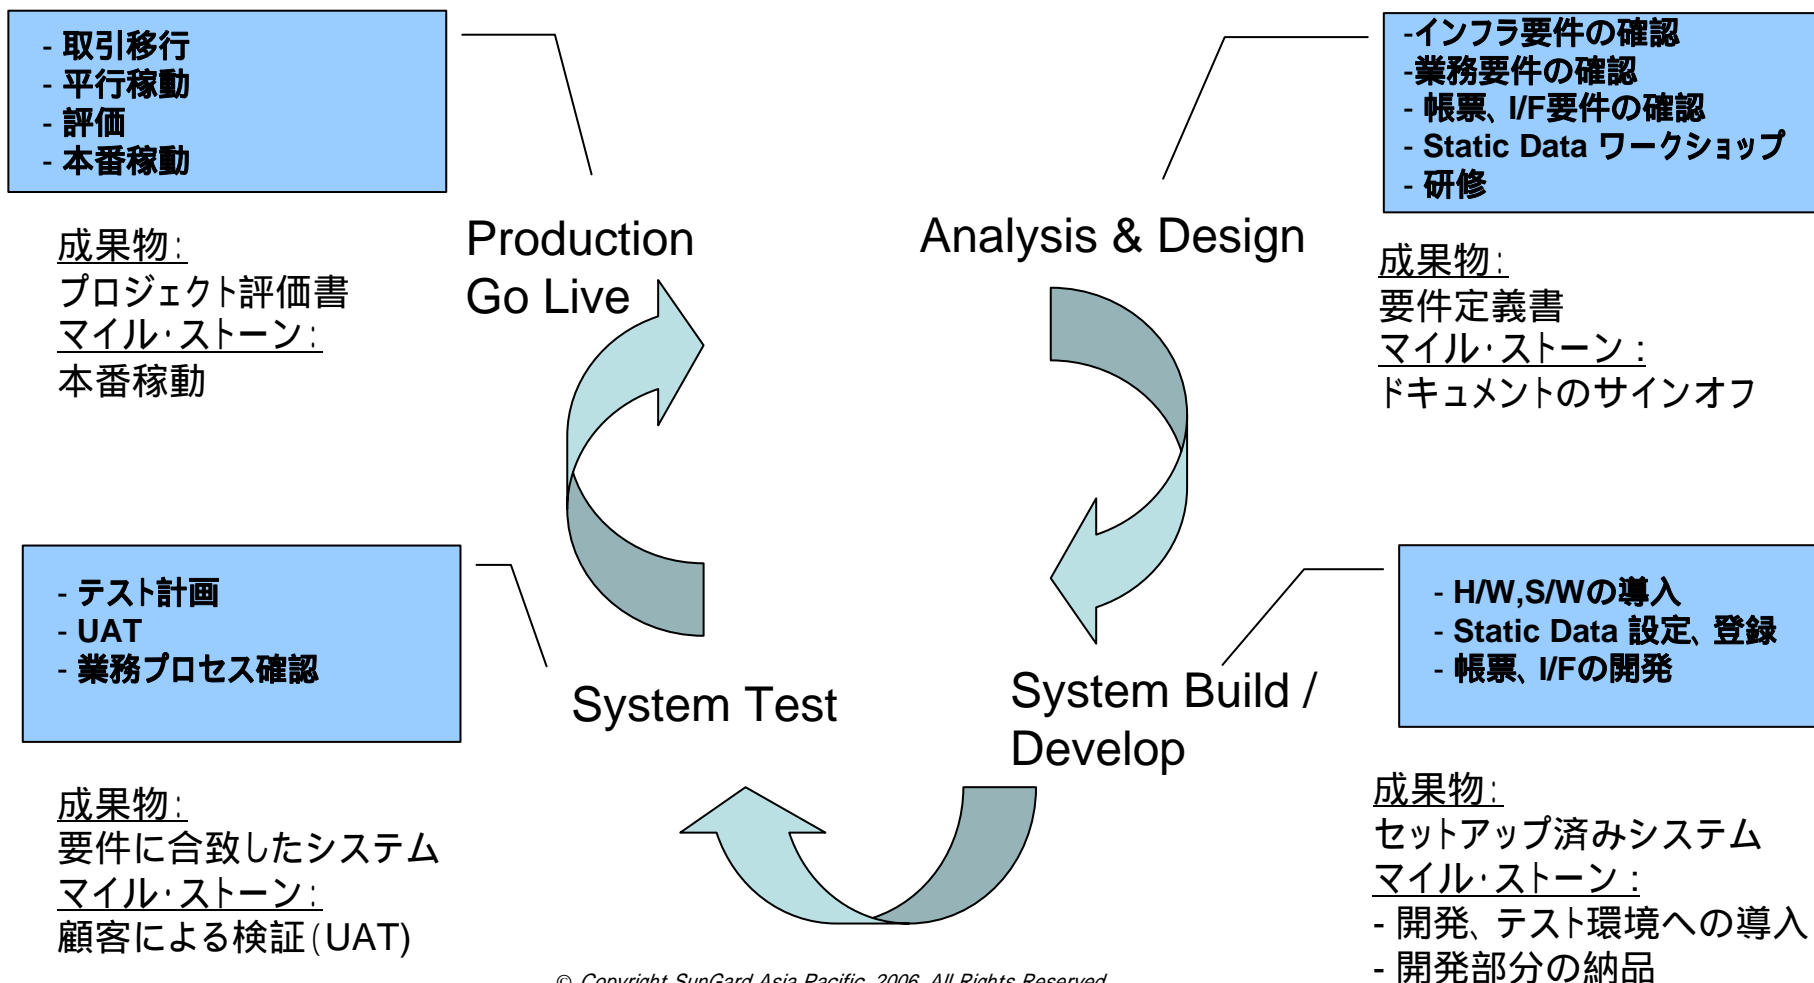 - 取引移行
- 平行稼動
- 評価
- 本番稼動
成果物:
プロジェクト評価書
マイル・ストーン:
本番稼動
Production
Go Live
Analysis & Design
-インフラ要件の確認
-業務要件の確認
- 帳票、I/F要件の確認
- Static Data ワークショップ
- 研修
成果物:
要件定義書
マイル・ストーン:
ドキュメントのサインオフ
- テスト計画
- UAT
- 業務プロセス確認
成果物:
要件に合致したシステム
マイル・ストーン:
顧客による検証(UAT)
System Test
System Build /
Develop
- H/W,S/Wの導入
- Static Data 設定、登録
- 帳票、I/Fの開発
成果物:
セットアップ済みシステム
マイル・ストーン:
- 開発、テスト環境への導入
- 開発部分の納品
© Copyright SunGard Asia Pacific, 2006, All Rights Reserved